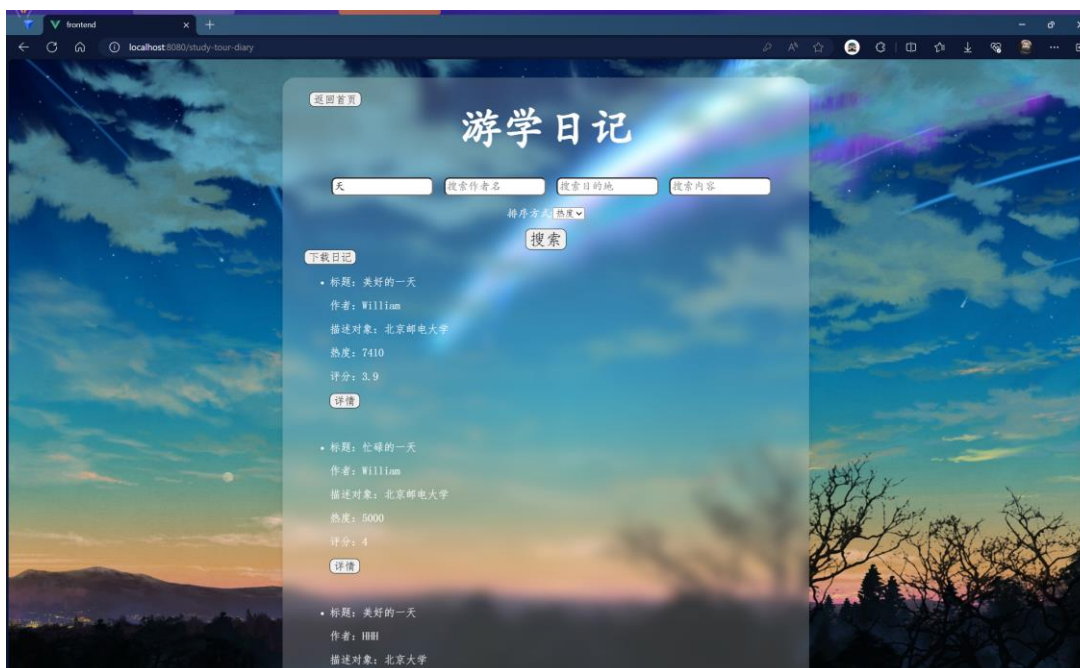 frontend
localhost:8080/study-tour-diary
返回首页
游学日记
天 搜索作者名 搜索目的地 搜索内容
排序方式 热度
搜索
下载日记
标题：美好的一天
作者：William
描述对象：北京邮电大学
热度：7410
评分：3.9
详情
标题：忙碌的一天
作者：William
描述对象：北京邮电大学
热度：5000
评分：4
详情
标题：美好的一天
作者：HHH
描述对象：北京大学